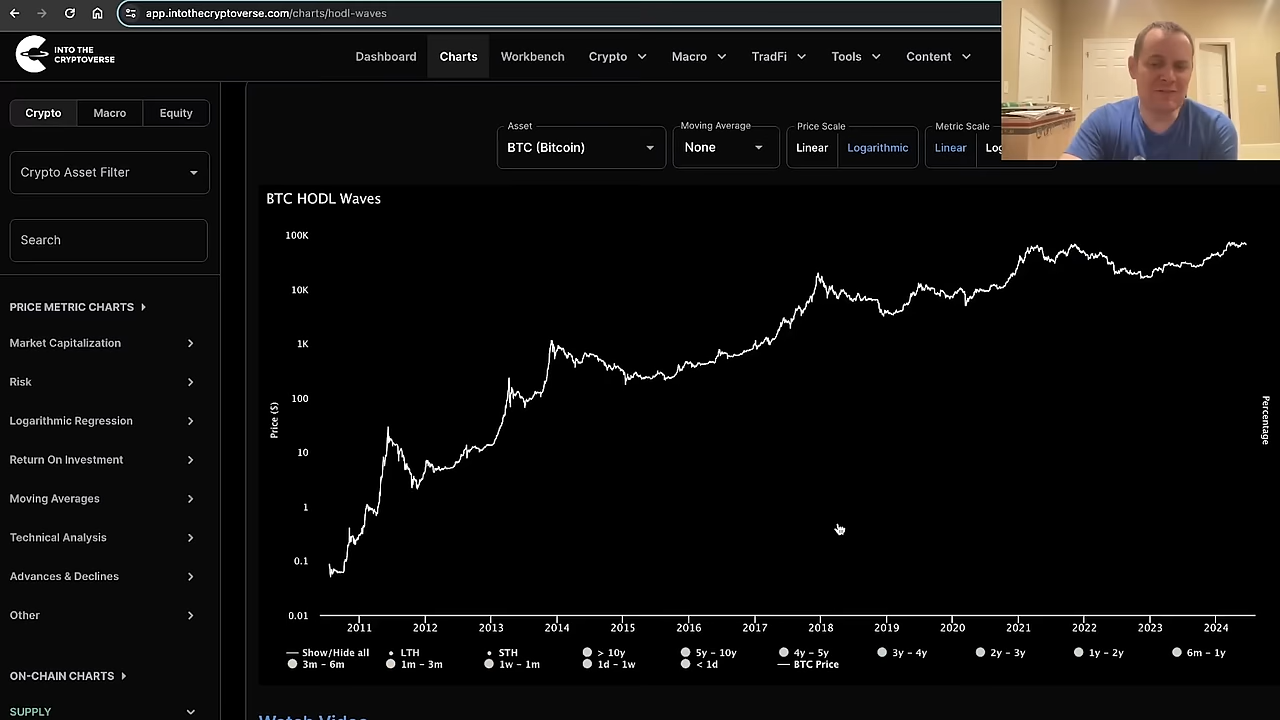 app.intothecryptoverse.com/charts/hodl-waves
INTO THE
CRYPTOVERSE
Dashboard Charts Workbench Crypto Macro TradFi Tools Content
Crypto Macro Equity
Crypto Asset Filter
Search
PRICE METRIC CHARTS
Market Capitalization
Risk
Logarithmic Regression
Return On Investment
Moving Averages
Technical Analysis
Advances & Declines
Other
ON-CHAIN CHARTS
SUPPLY
Asset Moving Average Price Scale Metric Scale
BTC (Bitcoin) None Linear Logarithmic Linear Log
BTC HODL Waves
100K
10K
1K
100
10
1
0.1
0.01
Price ($)
Percentage
2011 2012 2013 2014 2015 2016 2017 2018 2019 2020 2021 2022 2023 2024
Show/Hide all LTH STH > 10y 5y – 10y 4y – 5y 3y – 4y 2y – 3y 1y – 2y 6m – 1y
3m – 6m 1m – 3m 1w – 1m 1d – 1w < 1d BTC Price
Watch Video